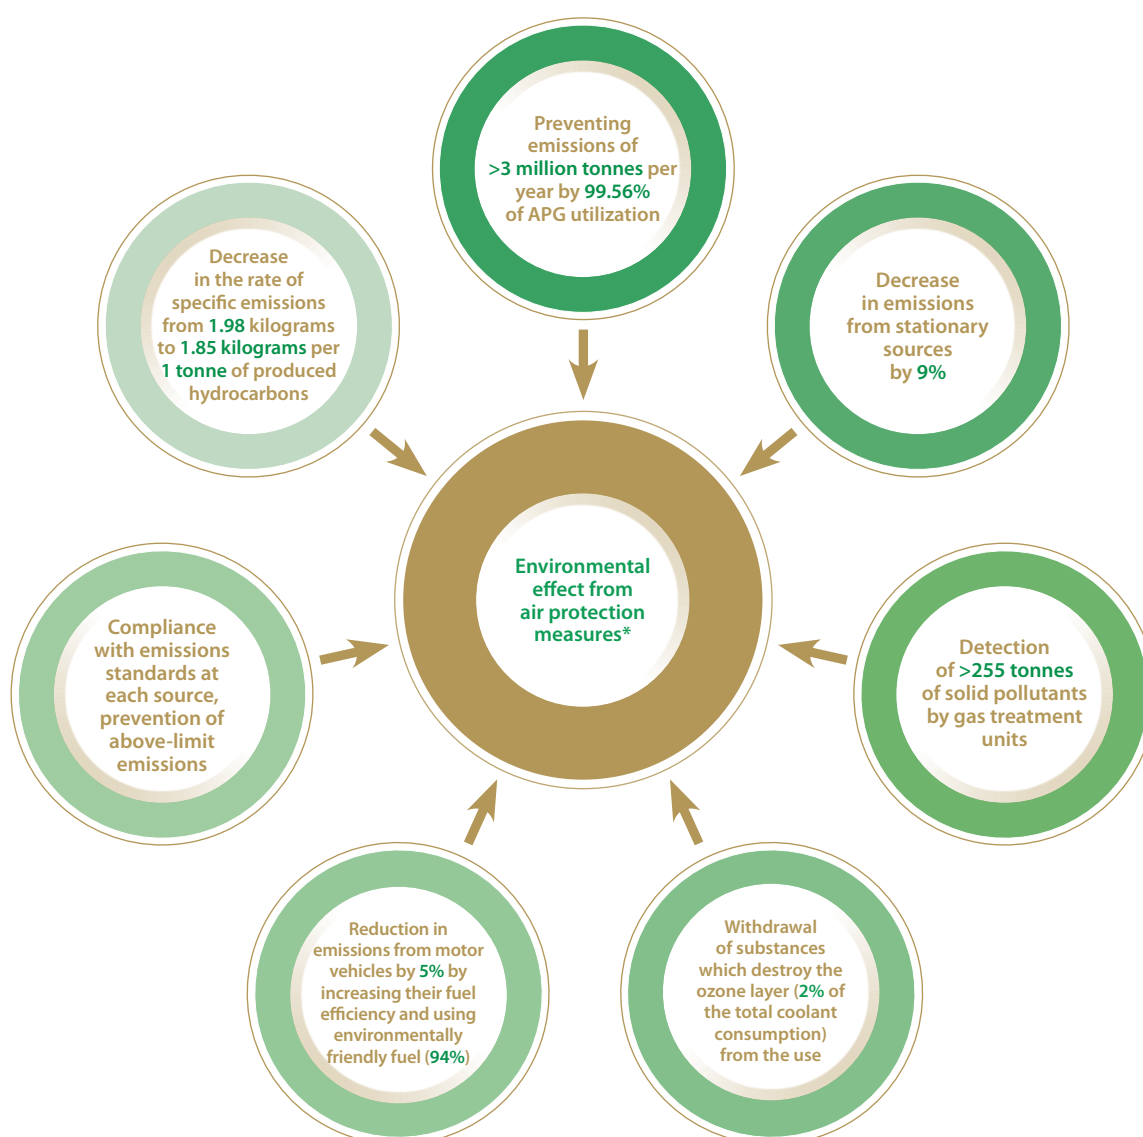 Preventing
emissions of
>3 million tonnes per
year by 99.56%
of APG utilization
Decrease
in the rate of
specific emissions
from 1.98 kilograms
to 1.85 kilograms per
1 tonne of produced
hydrocarbons
Decrease
in emissions
from stationary
sources
by 9%
Environmental
effect from
air protection
measures*
Compliance
with emissions
standards at
each source,
prevention of
above-limit
emissions
Detection
of >255 tonnes
of solid pollutants
by gas treatment
units
Reduction in
emissions from motor
vehicles by 5% by
increasing their fuel
efficiency and using
environmentally
friendly fuel (94%)
Withdrawal
of substances
which destroy the
ozone layer (2% of
the total coolant
consumption)
from the use